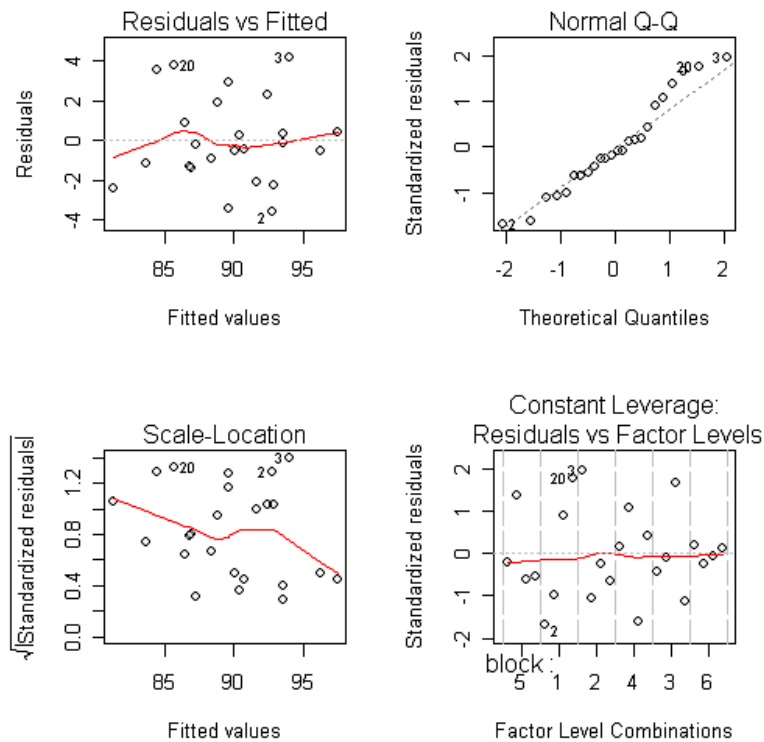 Residuals vs Fitted
Residuals
4
2
0
-2
-4
20
3
2
85
90
95
Fitted values
Normal Q-Q
Standardized residuals
2
1
0
-1
20
3
2
-2
-1
0
1
2
Theoretical Quantiles
Scale-Location
√|Standardized residuals|
1.2
0.8
0.4
0.0
20
3
2
85
90
95
Fitted values
Constant Leverage:
Residuals vs Factor Levels
Standardized residuals
2
1
0
-1
-2
20
3
2
block :
5 1 2 4 3 6
Factor Level Combinations